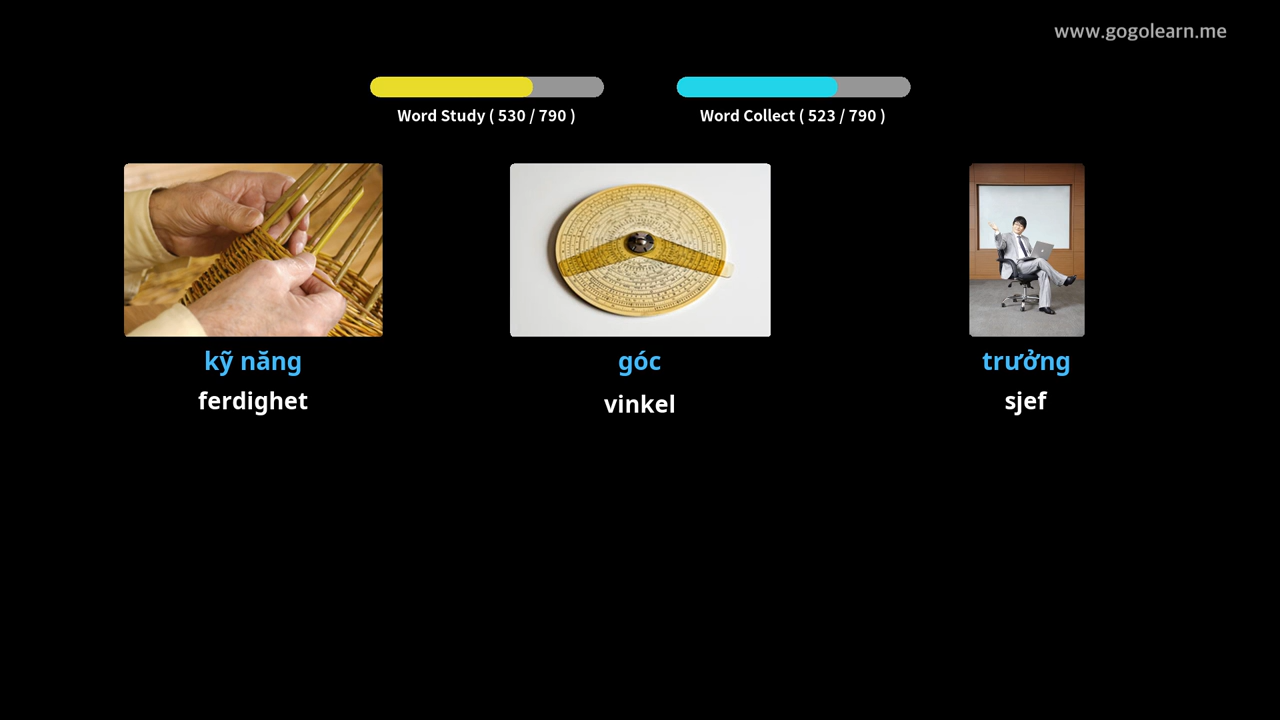 www.gogolearn.me
Word Study ( 530 / 790 )
Word Collect ( 523 / 790 )
kỹ năng
ferdighet
góc
vinkel
trưởng
sjef